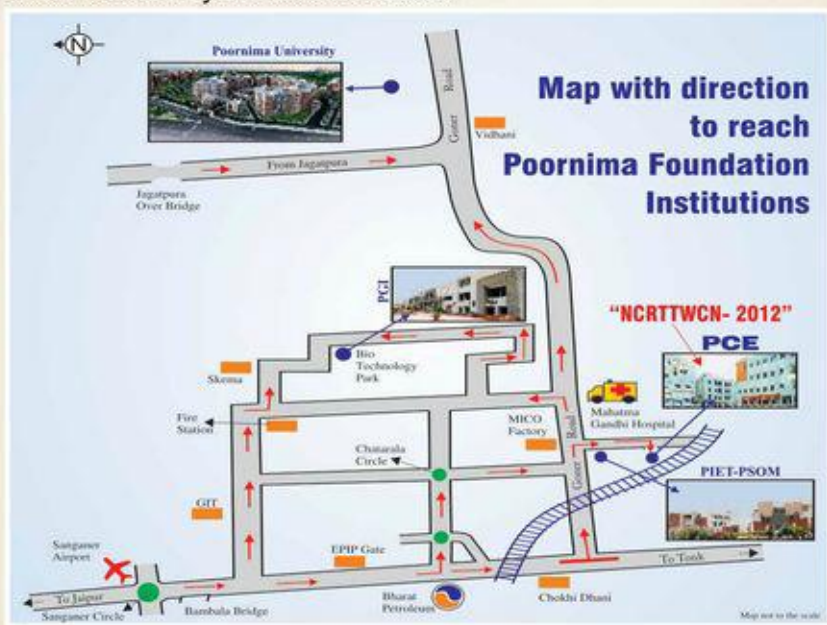 N
Poornima University
Goner Road
Vidhani
Map with direction
to reach
Poornima Foundation
Institutions
From Jagatpura
Jagatpura
Over Bridge
PGI
"NCRTTWCN- 2012"
PCE
Bio
Technology
Park
Skema
Fire
Station
MICO
Factory
Mahatma
Gandhi Hospital
Goner Road
Chatarala
Circle
PIET-PSOM
GIT
Sanganer
Airport
EPIP Gate
To Tonk
To Jaipur
Sanganer Circle
Bambala Bridge
Bharat
Petroleum
Chokhi Dhani
Map not to the scale